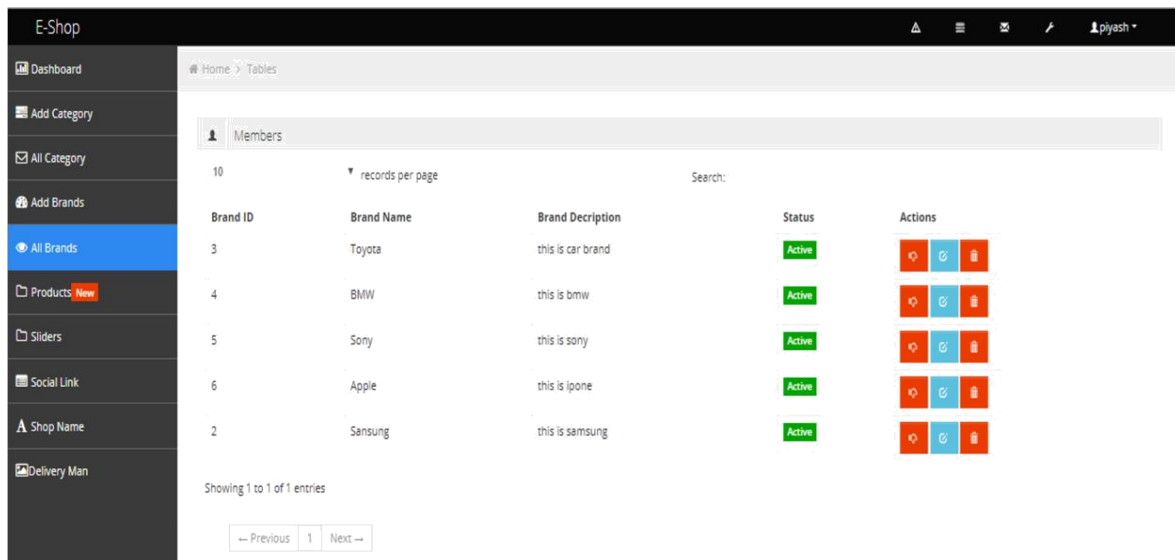 E-Shop
piyash
Dashboard
Add Category
All Category
Add Brands
All Brands
Products New
Sliders
Social Link
Shop Name
Delivery Man
Home > Tables
Members
10 records per page Search:
Brand ID Brand Name Brand Decription Status Actions
3 Toyota this is car brand Active
4 BMW this is bmw Active
5 Sony this is sony Active
6 Apple this is ipone Active
2 Sansung this is samsung Active
Showing 1 to 1 of 1 entries
← Previous 1 Next →